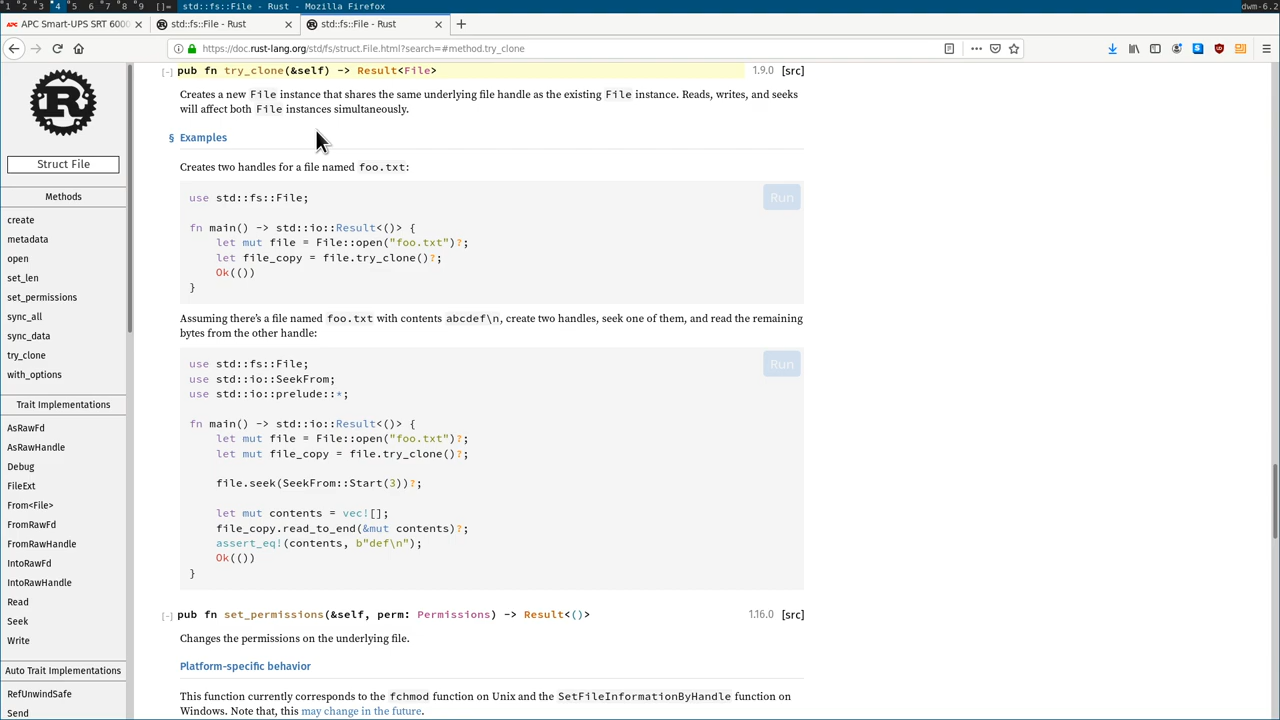 1 2 3 4 5 6 7 8 9 []= std::fs::File - Rust - Mozilla Firefox dwm-6.2
APC Smart-UPS SRT 6000 std::fs::File - Rust std::fs::File - Rust
https://doc.rust-lang.org/std/fs/struct.File.html?search=#method.try_clone
Struct File
Methods
create
metadata
open
set_len
set_permissions
sync_all
sync_data
try_clone
with_options
Trait Implementations
AsRawFd
AsRawHandle
Debug
FileExt
From<File>
FromRawFd
FromRawHandle
IntoRawFd
IntoRawHandle
Read
Seek
Write
Auto Trait Implementations
RefUnwindSafe
Send
[-] pub fn try_clone(&self) -> Result<File> 1.9.0 [src]
Creates a new File instance that shares the same underlying file handle as the existing File instance. Reads, writes, and seeks
will affect both File instances simultaneously.
§ Examples
Creates two handles for a file named foo.txt:
Run
use std::fs::File;
fn main() -> std::io::Result<()> {
    let mut file = File::open("foo.txt")?;
    let file_copy = file.try_clone()?;
    Ok(())
}
Assuming there's a file named foo.txt with contents abcdef\n, create two handles, seek one of them, and read the remaining
bytes from the other handle:
Run
use std::fs::File;
use std::io::SeekFrom;
use std::io::prelude::*;
fn main() -> std::io::Result<()> {
    let mut file = File::open("foo.txt")?;
    let mut file_copy = file.try_clone()?;
    file.seek(SeekFrom::Start(3))?;
    let mut contents = vec![];
    file_copy.read_to_end(&mut contents)?;
    assert_eq!(contents, b"def\n");
    Ok(())
}
[-] pub fn set_permissions(&self, perm: Permissions) -> Result<()> 1.16.0 [src]
Changes the permissions on the underlying file.
Platform-specific behavior
This function currently corresponds to the fchmod function on Unix and the SetFileInformationByHandle function on
Windows. Note that, this may change in the future.